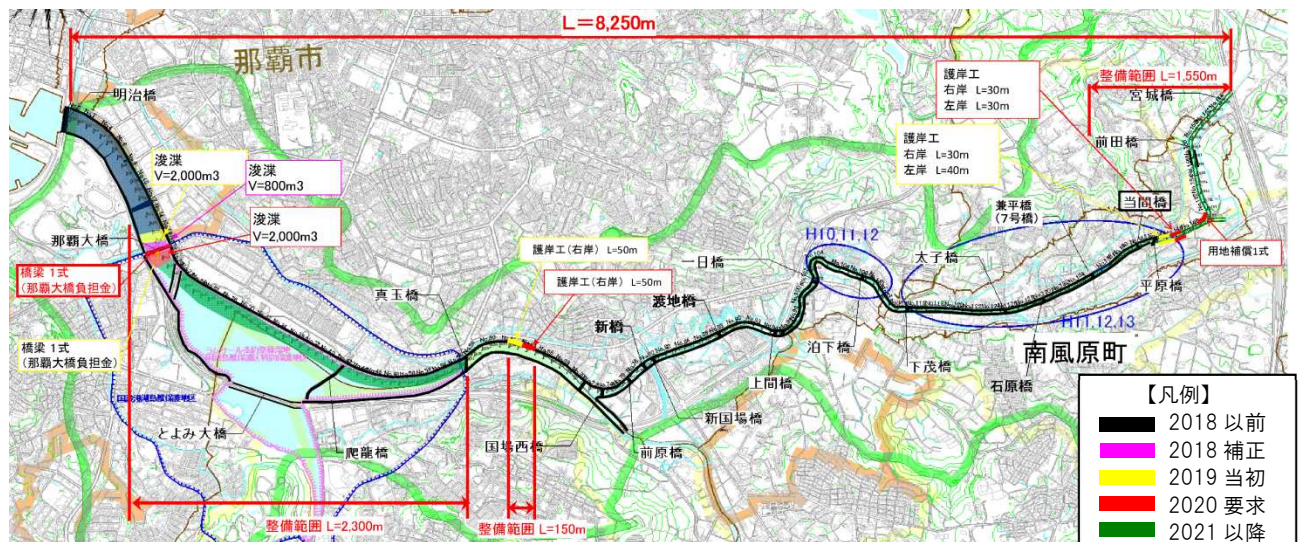 L=8,250m
那覇市
明治橋
護岸工
右岸 L=30m
左岸 L=30m
整備範囲 L=1,550m
宮城橋
前田橋
浚渫
V=2,000m3
浚渫
V=800m3
護岸工
右岸 L=30m
左岸 L=40m
当間橋
兼平橋
(7号橋)
浚渫
V=2,000m3
那覇大橋
橋梁 1式
(那覇大橋負担金)
護岸工(右岸) L=50m
護岸工(右岸) L=50m
一日橋
H10,11,12
太子橋
用地補償1式
真玉橋
渡地橋
新橋
平原橋
橋梁 1式
(那覇大橋負担金)
H11,12,13
南風原町
泊下橋
下茂橋
石原橋
上間橋
新国場橋
とよみ大橋
爬龍橋
国場西橋
前原橋
整備範囲 L=2,300m
整備範囲 L=150m
【凡例】
2018 以前
2018 補正
2019 当初
2020 要求
2021 以降